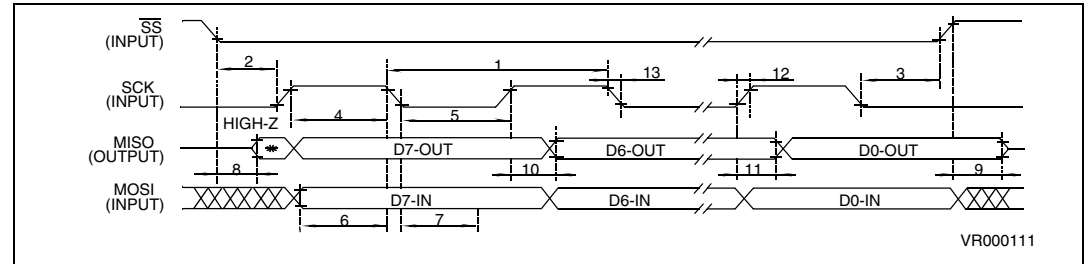 SS
(INPUT)
2
1
13
12
3
SCK
(INPUT)
4
5
HIGH-Z
MISO
(OUTPUT)
*
D7-OUT
D6-OUT
D0-OUT
8
10
11
9
MOSI
(INPUT)
D7-IN
D6-IN
D0-IN
6
7
VR000111